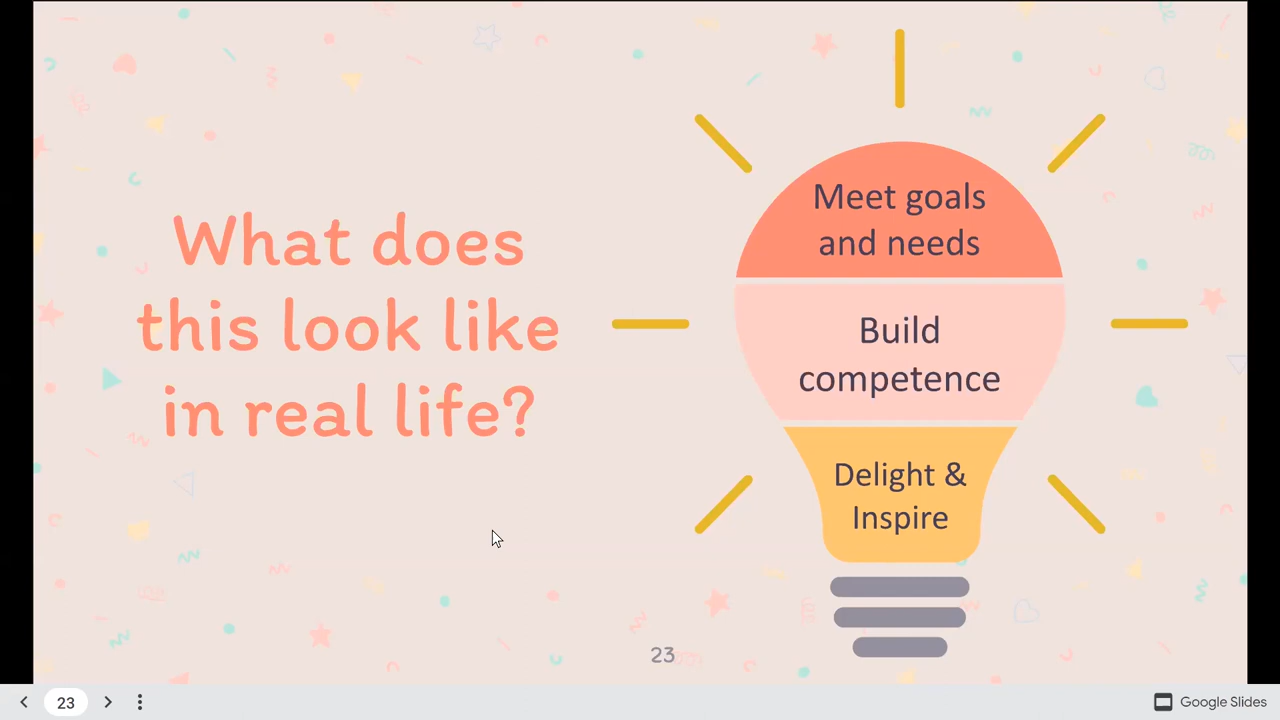 What does
this look like
in real life?
Meet goals
and needs
Build
competence
Delight &
Inspire
23
23
Google Slides